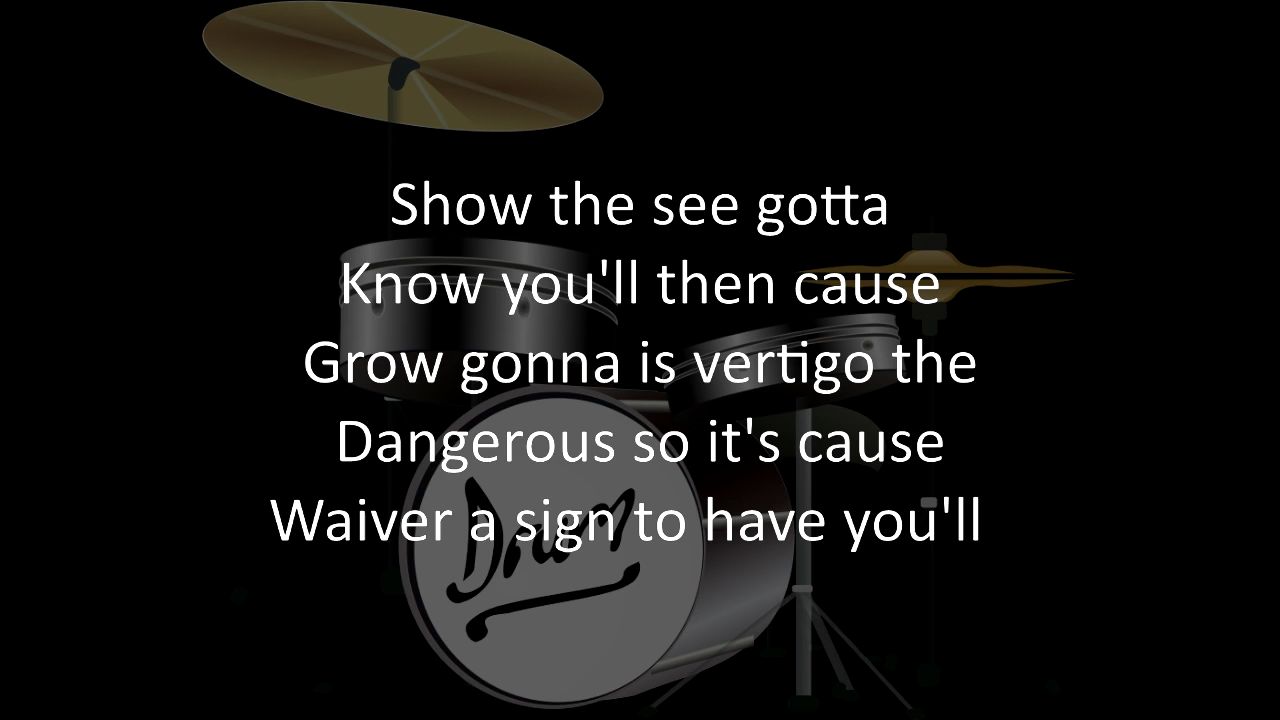 Show the see gotta
Know you'll then cause
Grow gonna is vertigo the
Dangerous so it's cause
Waiver a sign to have you'll
Drum